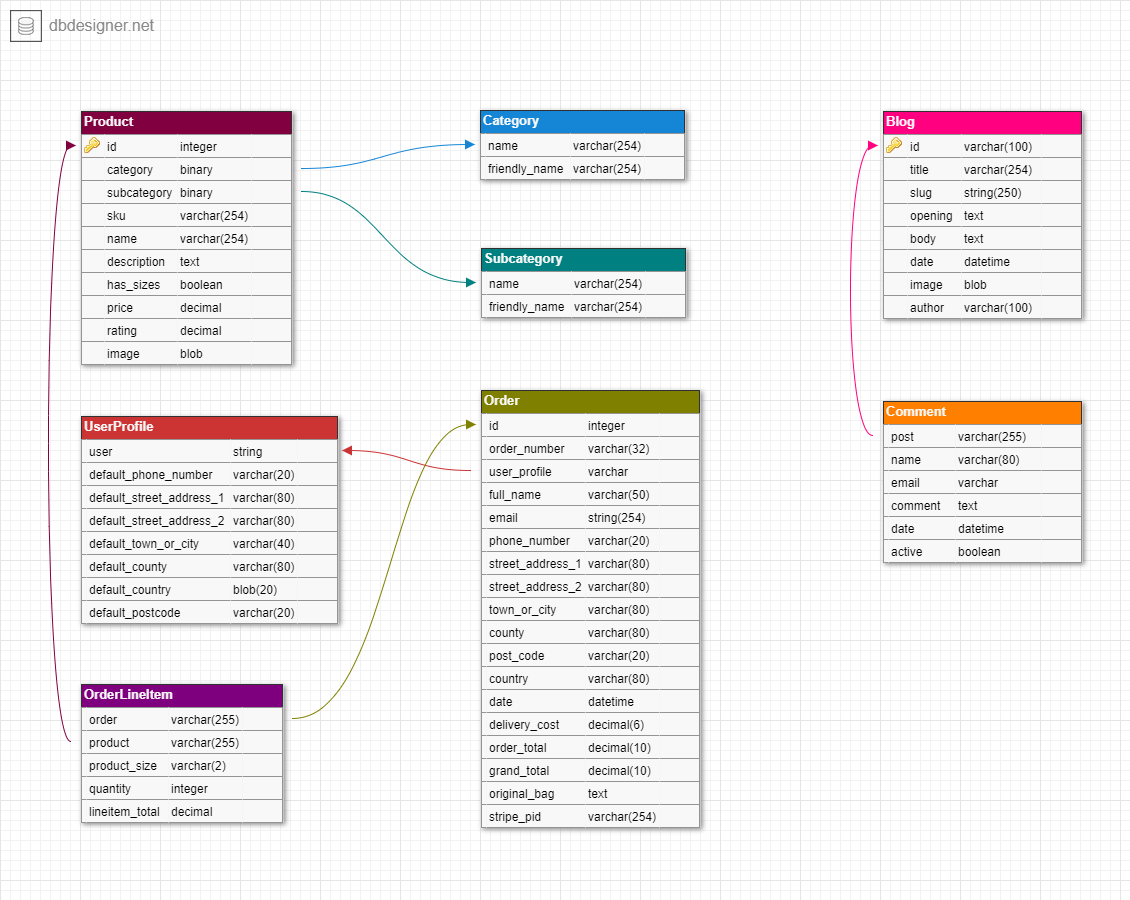 dbdesigner.net
Product
id integer
category binary
subcategory binary
sku varchar(254)
name varchar(254)
description text
has_sizes boolean
price decimal
rating decimal
image blob
Category
name varchar(254)
friendly_name varchar(254)
Subcategory
name varchar(254)
friendly_name varchar(254)
Blog
id varchar(100)
title varchar(254)
slug string(250)
opening text
body text
date datetime
image blob
author varchar(100)
UserProfile
user string
default_phone_number varchar(20)
default_street_address_1 varchar(80)
default_street_address_2 varchar(80)
default_town_or_city varchar(40)
default_county varchar(80)
default_country blob(20)
default_postcode varchar(20)
Order
id integer
order_number varchar(32)
user_profile varchar
full_name varchar(50)
email string(254)
phone_number varchar(20)
street_address_1 varchar(80)
street_address_2 varchar(80)
town_or_city varchar(80)
county varchar(80)
post_code varchar(20)
country varchar(80)
date datetime
delivery_cost decimal(6)
order_total decimal(10)
grand_total decimal(10)
original_bag text
stripe_pid varchar(254)
Comment
post varchar(255)
name varchar(80)
email varchar
comment text
date datetime
active boolean
OrderLineItem
order varchar(255)
product varchar(255)
product_size varchar(2)
quantity integer
lineitem_total decimal